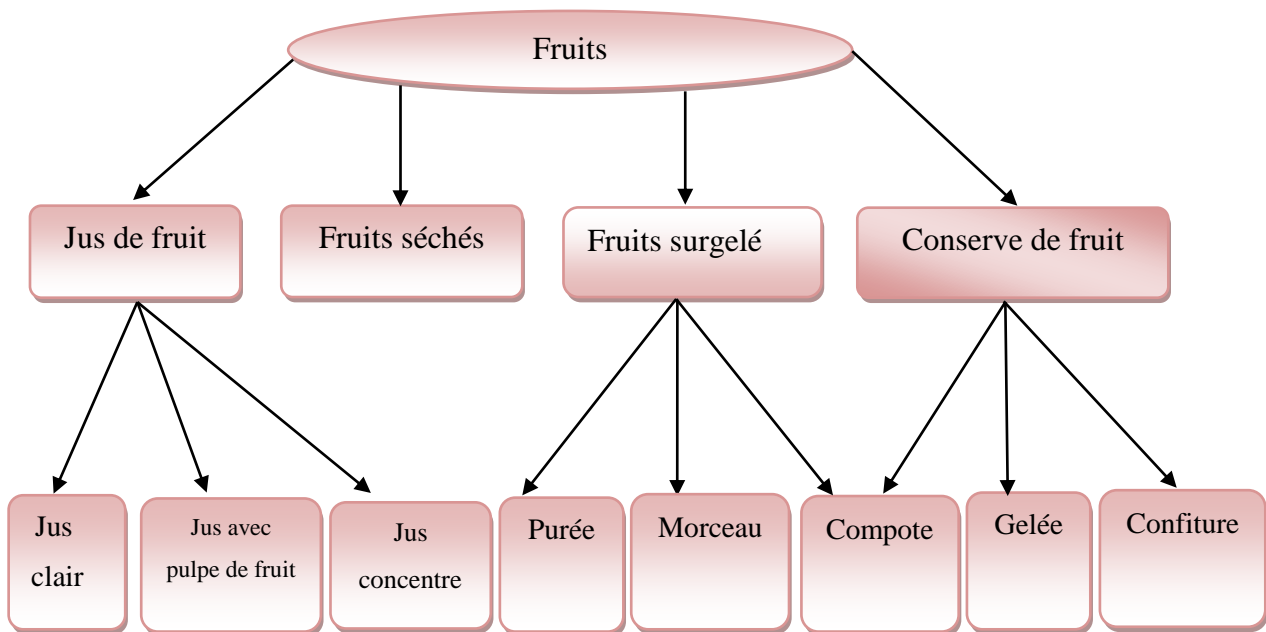 Fruits
Jus de fruit
Fruits séchés
Fruits surgelé
Conserve de fruit
Jus
clair
Jus avec
pulpe de fruit
Jus
concentre
Purée
Morceau
Compote
Gelée
Confiture